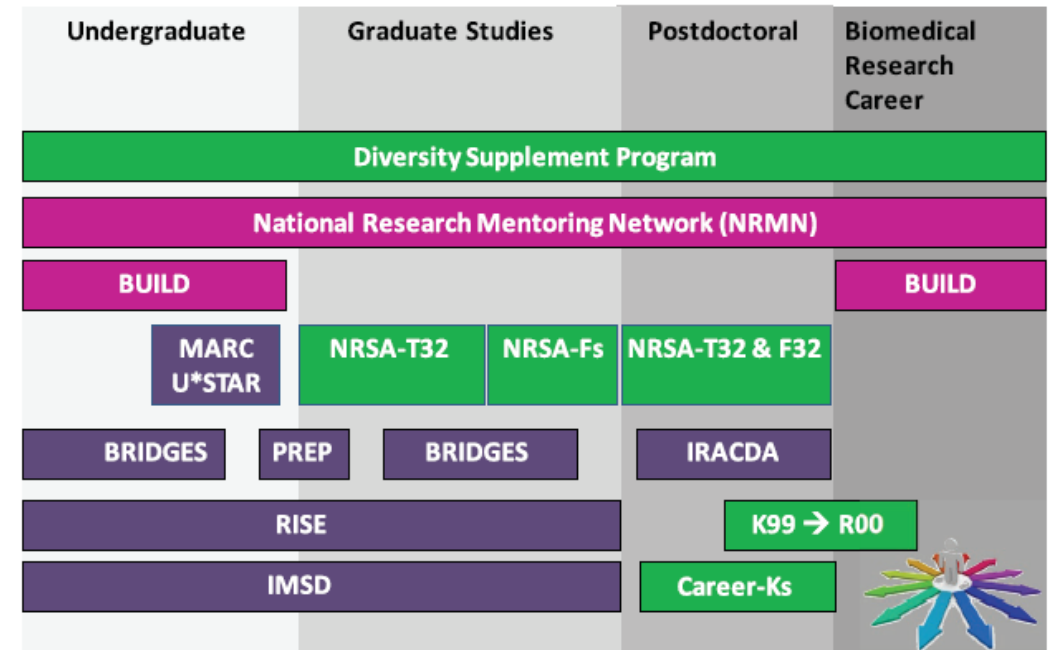 Undergraduate
Graduate Studies
Postdoctoral
Biomedical
Research
Career
Diversity Supplement Program
National Research Mentoring Network (NRMN)
BUILD
BUILD
MARC
U*STAR
NRSA-T32
NRSA-Fs
NRSA-T32 & F32
BRIDGES
PREP
BRIDGES
IRACDA
RISE
K99 → R00
IMSD
Career-Ks